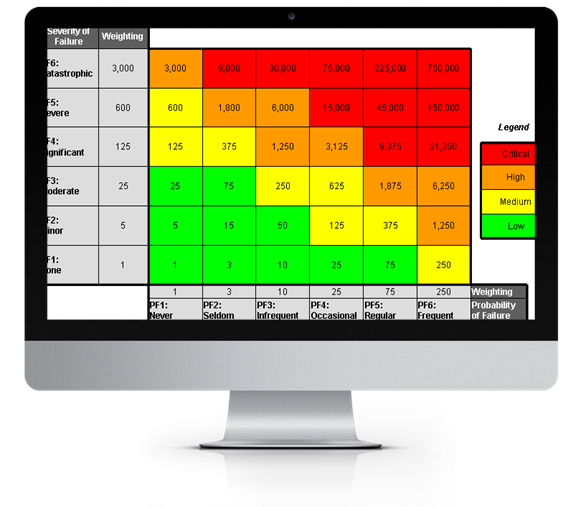 Severity of
Failure
Weighting
F6:
atastrophic
3,000
3,000
9,000
30,000
75,000
225,000
750,000
F5:
evere
600
600
1,800
6,000
15,000
45,000
150,000
F4:
ignificant
125
125
375
1,250
3,125
9,375
31,250
F3:
oderate
25
25
75
250
625
1,875
6,250
F2:
inor
5
5
15
50
125
375
1,250
F1:
one
1
1
3
10
25
75
250
1
3
10
25
75
250
Weighting
PF1:
Never
PF2:
Seldom
PF3:
Infrequent
PF4:
Occasional
PF5:
Regular
PF6:
Frequent
Probability
of Failure
Legend
Critical
High
Medium
Low